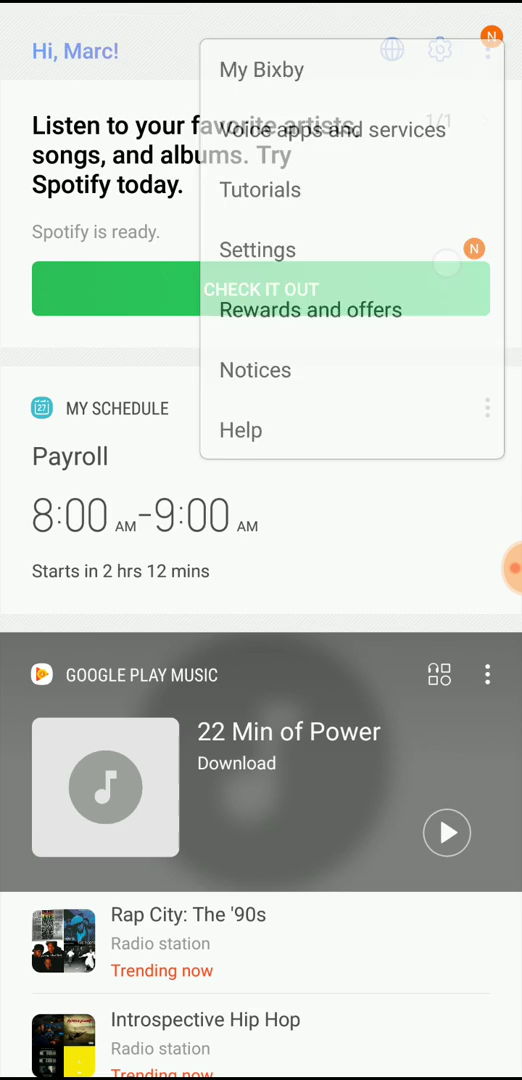 Hi, Marc!
N
My Bixby
Listen to your favorite artists,
songs, and albums. Try
Spotify today.
1/1
Voice apps and services
Tutorials
Spotify is ready.
Settings
N
CHECK IT OUT
Rewards and offers
Notices
Help
27
MY SCHEDULE
Payroll
8:00 AM-9:00 AM
Starts in 2 hrs 12 mins
GOOGLE PLAY MUSIC
22 Min of Power
Download
Rap City: The '90s
Radio station
Trending now
Introspective Hip Hop
Radio station
Trending now